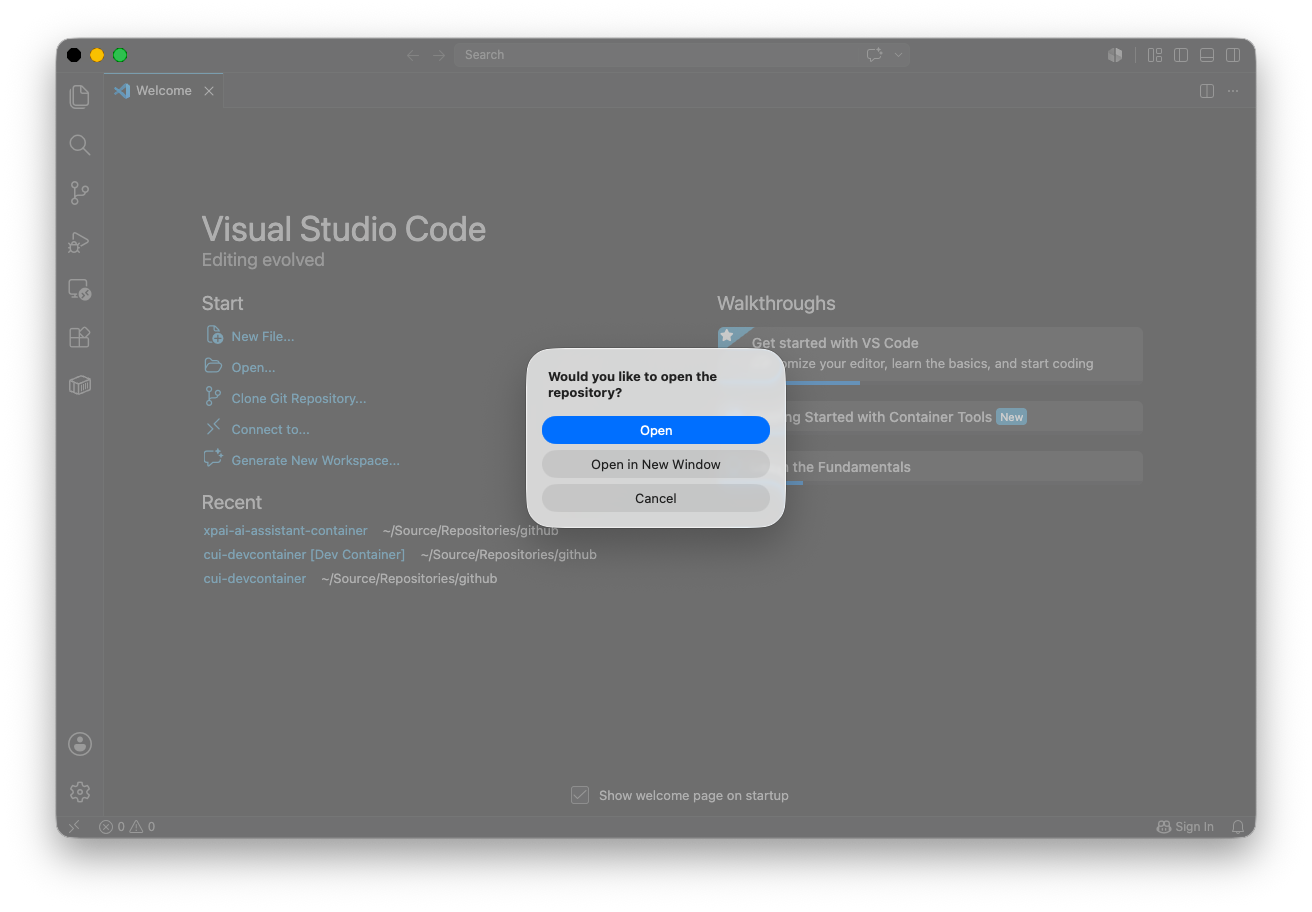 Search
Welcome
Visual Studio Code
Editing evolved
Start
New File...
Open...
Clone Git Repository...
Connect to...
Generate New Workspace...
Recent
xpai-ai-assistant-container ~/Source/Repositories/github
cui-devcontainer [Dev Container] ~/Source/Repositories/github
cui-devcontainer ~/Source/Repositories/github
Walkthroughs
Get started with VS Code
your editor, learn the basics, and start coding
Started with Container Tools New
the Fundamentals
Would you like to open the
repository?
Open
Open in New Window
Cancel
Show welcome page on startup
0 0
Sign In